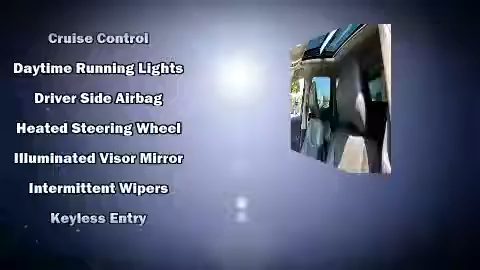 Cruise Control
Daytime Running Lights
Driver Side Airbag
Heated Steering Wheel
Illuminated Visor Mirror
Intermittent Wipers
Keyless Entry